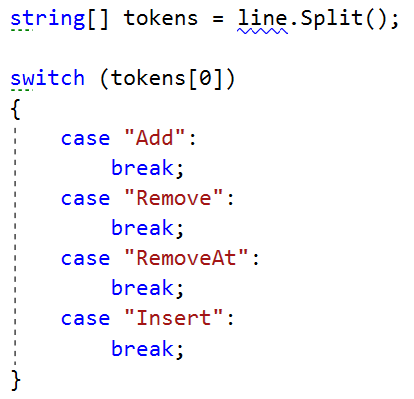 string[] tokens = line.Split();
switch (tokens[0])
{
case "Add":
break;
case "Remove":
break;
case "RemoveAt":
break;
case "Insert":
break;
}